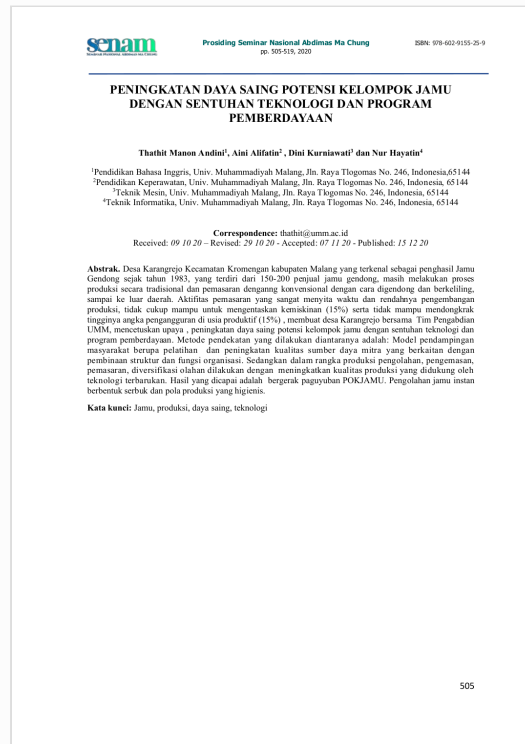 senam
SEMINAR NASIONAL ABDIMAS MA CHUNG
Prosiding Seminar Nasional Abdimas Ma Chung
pp. 505-519, 2020
ISBN: 978-602-9155-25-9
PENINGKATAN DAYA SAING POTENSI KELOMPOK JAMU
DENGAN SENTUHAN TEKNOLOGI DAN PROGRAM
PEMBERDAYAAN
Thathit Manon Andini¹, Aini Alifatin² , Dini Kurniawati³ dan Nur Hayatin⁴
¹Pendidikan Bahasa Inggris, Univ. Muhammadiyah Malang, Jln. Raya Tlogomas No. 246, Indonesia,65144
²Pendidikan Keperawatan, Univ. Muhammadiyah Malang, Jln. Raya Tlogomas No. 246, Indonesia, 65144
³Teknik Mesin, Univ. Muhammadiyah Malang, Jln. Raya Tlogomas No. 246, Indonesia, 65144
⁴Teknik Informatika, Univ. Muhammadiyah Malang, Jln. Raya Tlogomas No. 246, Indonesia, 65144
Correspondence: thathit@umm.ac.id
Received: 09 10 20 – Revised: 29 10 20 - Accepted: 07 11 20 - Published: 15 12 20
Abstrak. Desa Karangrejo Kecamatan Kromengan kabupaten Malang yang terkenal sebagai penghasil Jamu
Gendong sejak tahun 1983, yang terdiri dari 150-200 penjual jamu gendong, masih melakukan proses
produksi secara tradisional dan pemasaran denganng konvensional dengan cara digendong dan berkeliling,
sampai ke luar daerah. Aktifitas pemasaran yang sangat menyita waktu dan rendahnya pengembangan
produksi, tidak cukup mampu untuk mengentaskan kemiskinan (15%) serta tidak mampu mendongkrak
tingginya angka pengangguran di usia produktif (15%) , membuat desa Karangrejo bersama  Tim Pengabdian
UMM, mencetuskan upaya , peningkatan daya saing potensi kelompok jamu dengan sentuhan teknologi dan
program pemberdayaan. Metode pendekatan yang dilakukan diantaranya adalah: Model pendampingan
masyarakat berupa pelatihan  dan peningkatan kualitas sumber daya mitra yang berkaitan dengan
pembinaan struktur dan fungsi organisasi. Sedangkan dalam rangka produksi pengolahan, pengemasan,
pemasaran, diversifikasi olahan dilakukan dengan  meningkatkan kualitas produksi yang didukung oleh
teknologi terbarukan. Hasil yang dicapai adalah  bergerak paguyuban POKJAMU. Pengolahan jamu instan
berbentuk serbuk dan pola produksi yang higienis.
Kata kunci: Jamu, produksi, daya saing, teknologi
505